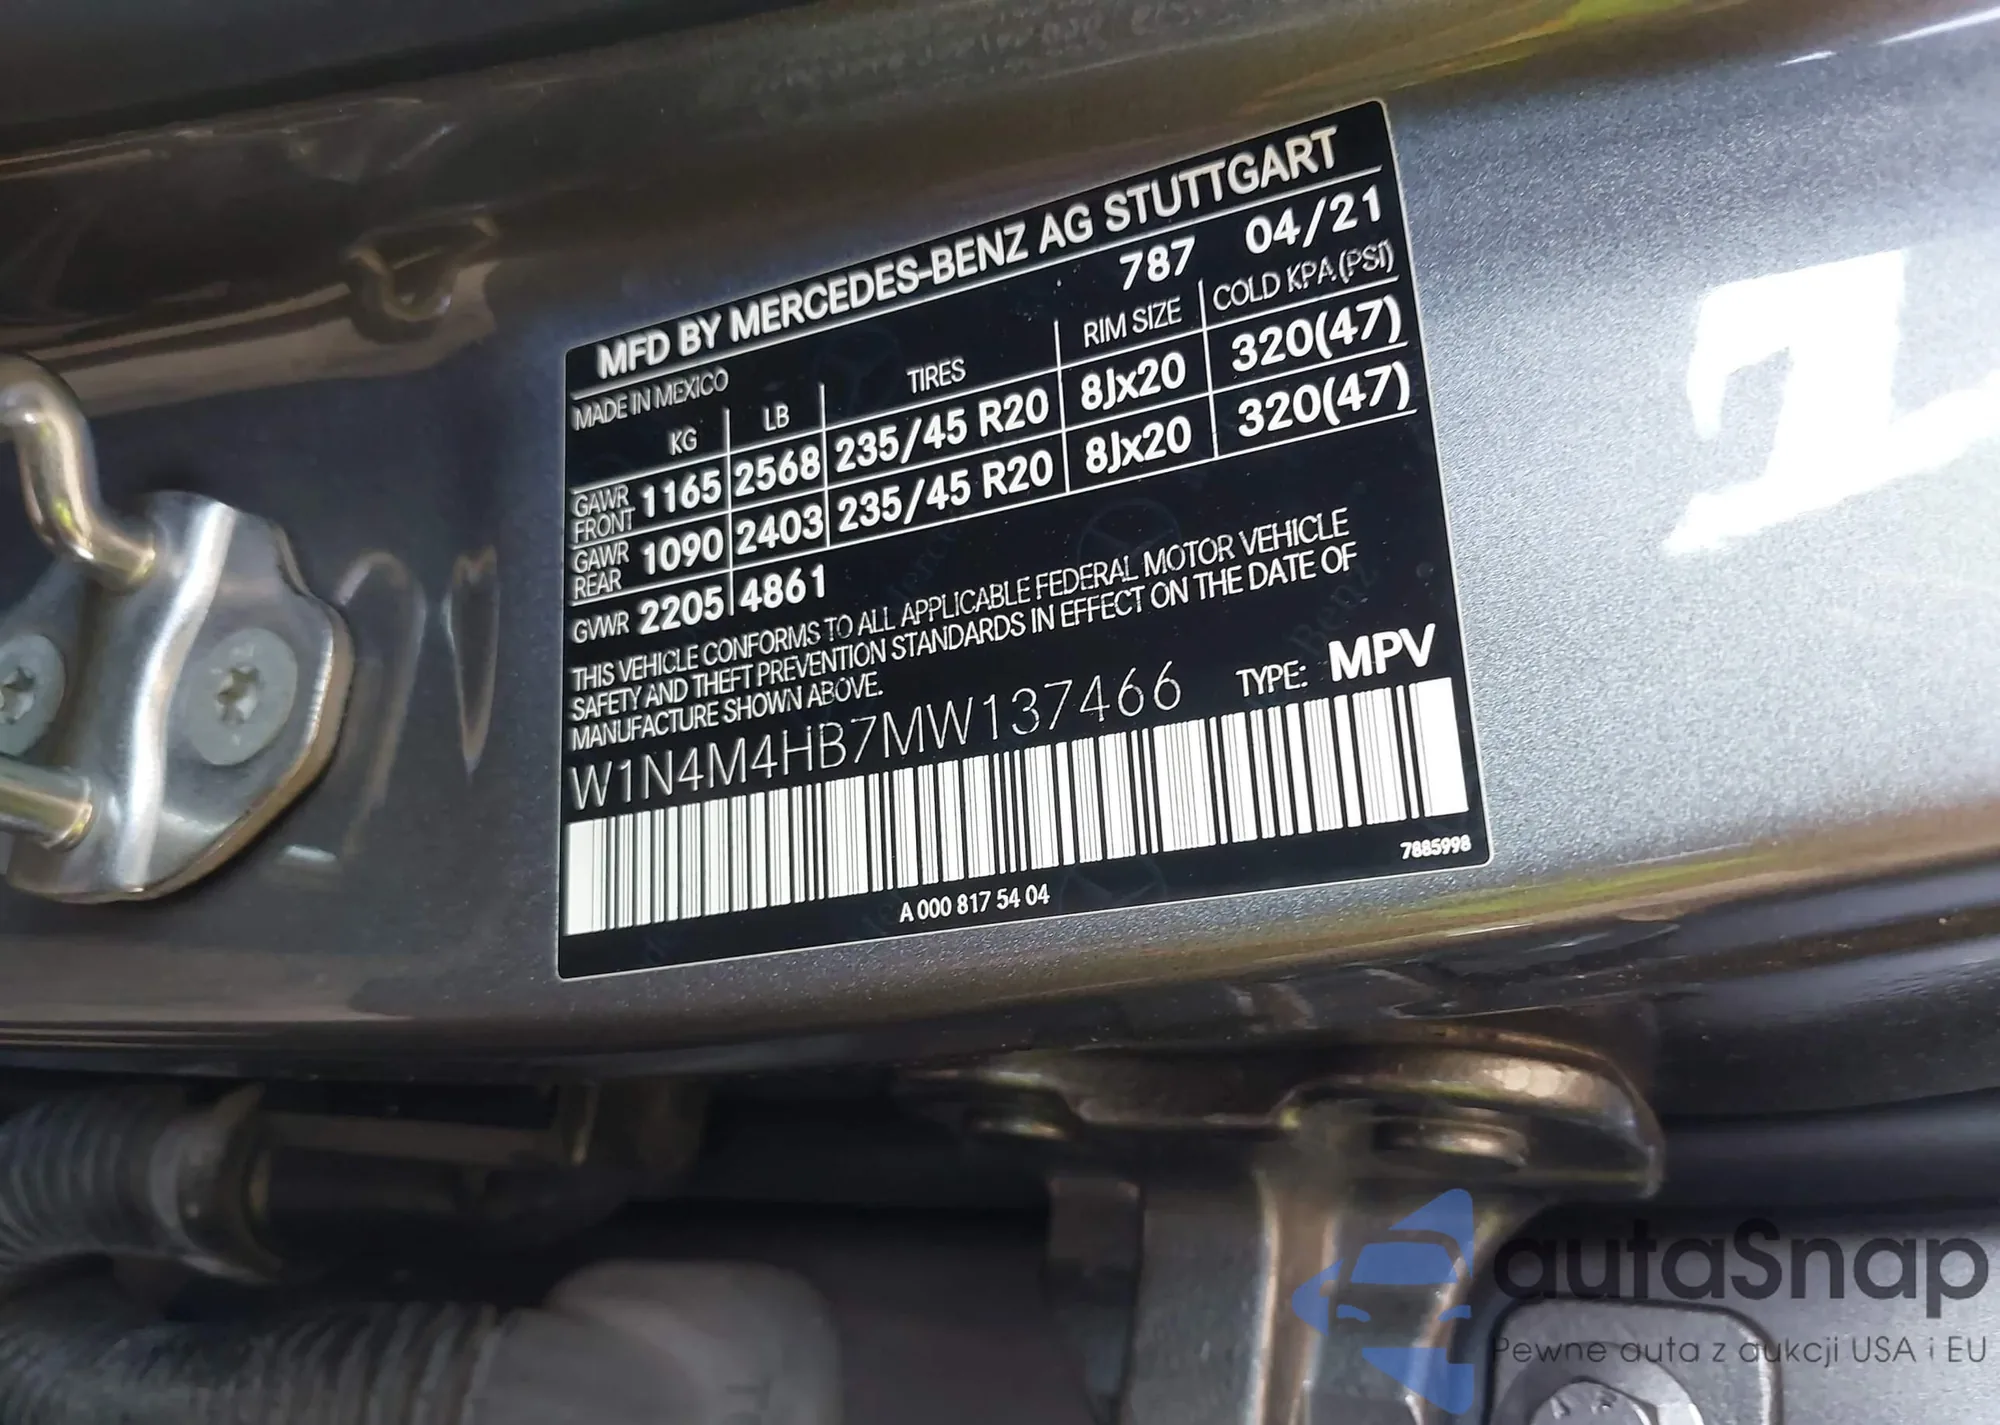 MFD BY MERCEDES-BENZ AG STUTTGART
MADE IN MEXICO 787 04/21
KG LB TIRES RIM SIZE COLD KPA (PSI)
GAWR FRONT 1165 2568 235/45 R20 8Jx20 320(47)
GAWR REAR 1090 2403 235/45 R20 8Jx20 320(47)
GVWR 2205 4861
THIS VEHICLE CONFORMS TO ALL APPLICABLE FEDERAL MOTOR VEHICLE
SAFETY AND THEFT PREVENTION STANDARDS IN EFFECT ON THE DATE OF
MANUFACTURE SHOWN ABOVE.
W1N4M4HB7MW137466 TYPE: MPV
7885998
A 000 817 54 04
autaSnap
Pewne auta z aukcji USA i EU